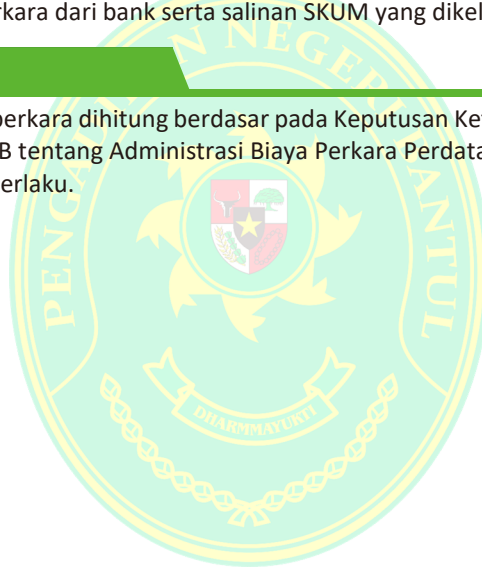 rkara dari bank serta salinan SKUM yang dikel
perkara dihitung berdasar pada Keputusan Ke
B tentang Administrasi Biaya Perkara Perdata
erlaku.
PENGADILAN NEGERI BANTUL
DHARMMAYUKTI